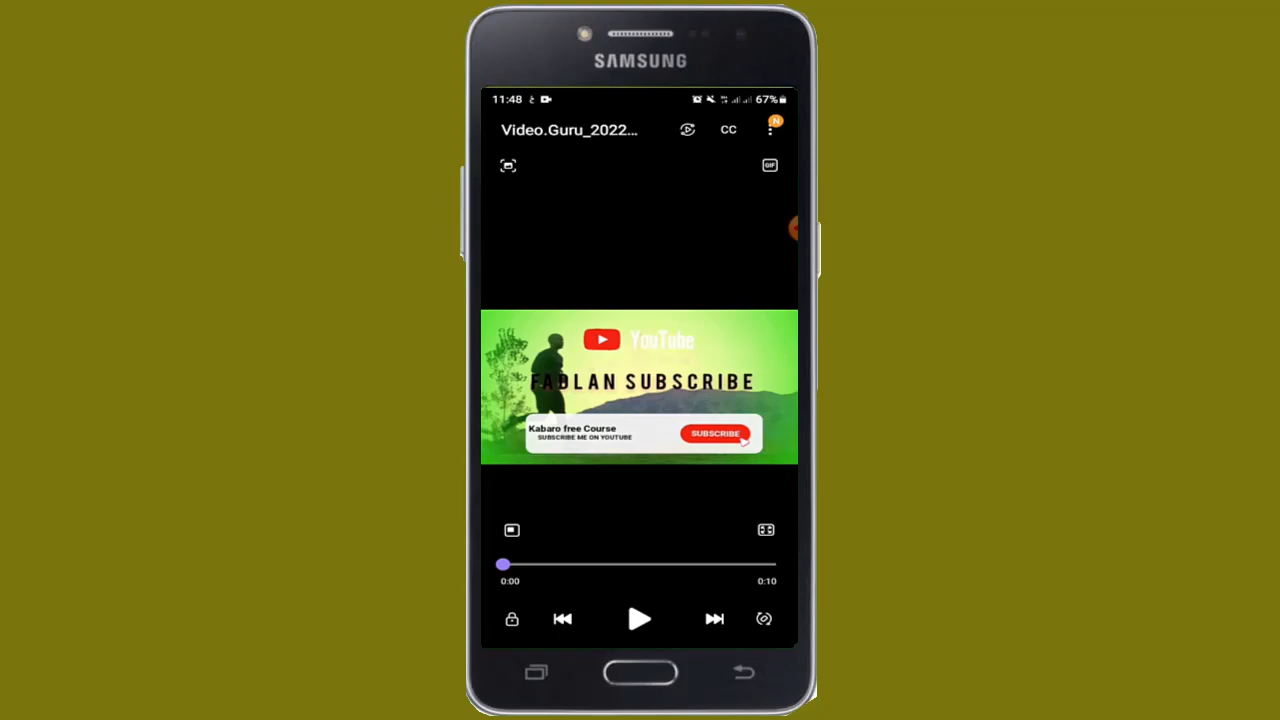 SAMSUNG
11:48 67%
Video.Guru_2022... CC N
GIF
YouTube
FADLAN SUBSCRIBE
Kabaro free Course
SUBSCRIBE ME ON YOUTUBE
SUBSCRIBE
0:00 0:10